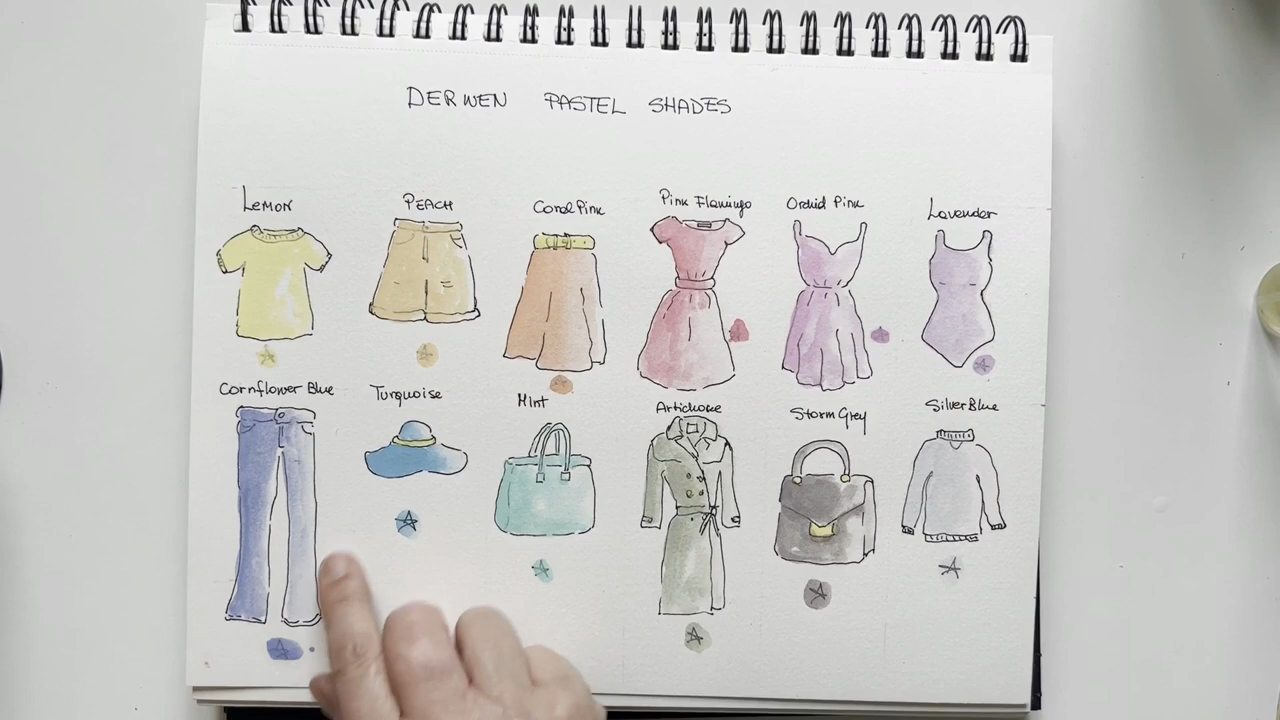 DERWEN PASTEL SHADES
LEMON
PEACH
Coral Pink
Pink Flamingo
Orchid Pink
Lavender
Cornflower Blue
Turquoise
Mint
Artichoke
Storm Grey
Silver Blue